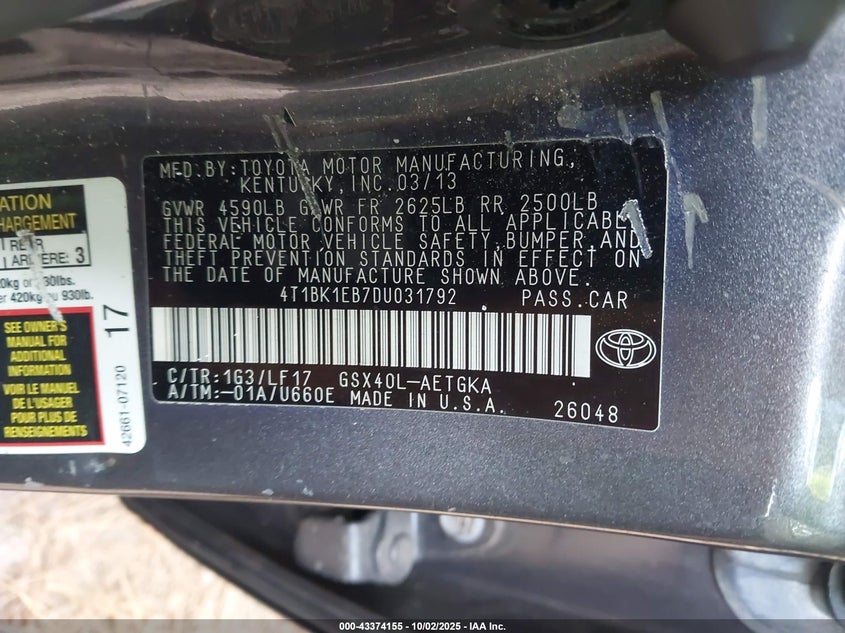 MFD.BY:TOYOTA MOTOR MANUFACTURING,
KENTUCKY,INC.03/13
GVWR 4590LB GAWR FR 2625LB RR 2500LB
THIS VEHICLE CONFORMS TO ALL APPLICABLE
FEDERAL MOTOR VEHICLE SAFETY,BUMPER,AND
THEFT PREVENTION STANDARDS IN EFFECT ON
THE DATE OF MANUFACTURE SHOWN ABOVE.
4T1BK1EB7DU031792 PASS.CAR
C/TR:1G3/LF17 GSX40L-AETGKA
A/TM:-01A/U660E MADE IN U.S.A. 26048
3
420kg ou 930lb.
SEE OWNER'S
MANUAL FOR
ADDITIONAL
INFORMATION
VOIR LE MANUEL
DE L'USAGER
POUR PLUS DE
RENSEIGNEMENTS
17
42661-07120
000-43374155 - 10/02/2025 - IAA Inc.